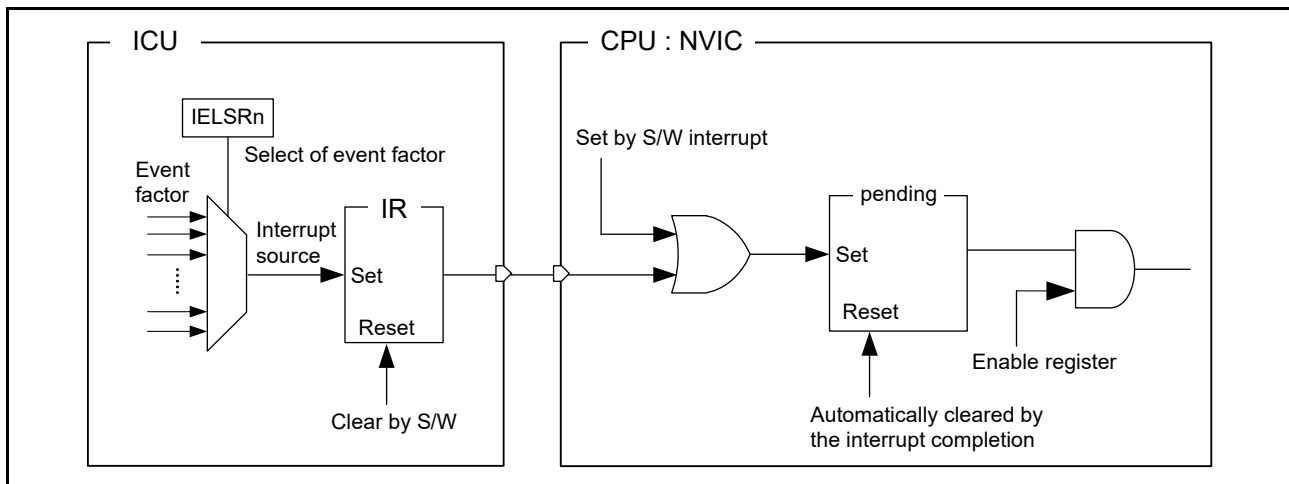 ICU
CPU : NVIC
IELSRn
Select of event factor
Event
factor
Interrupt
source
IR
Set
Reset
Clear by S/W
Set by S/W interrupt
pending
Set
Reset
Enable register
Automatically cleared by
the interrupt completion